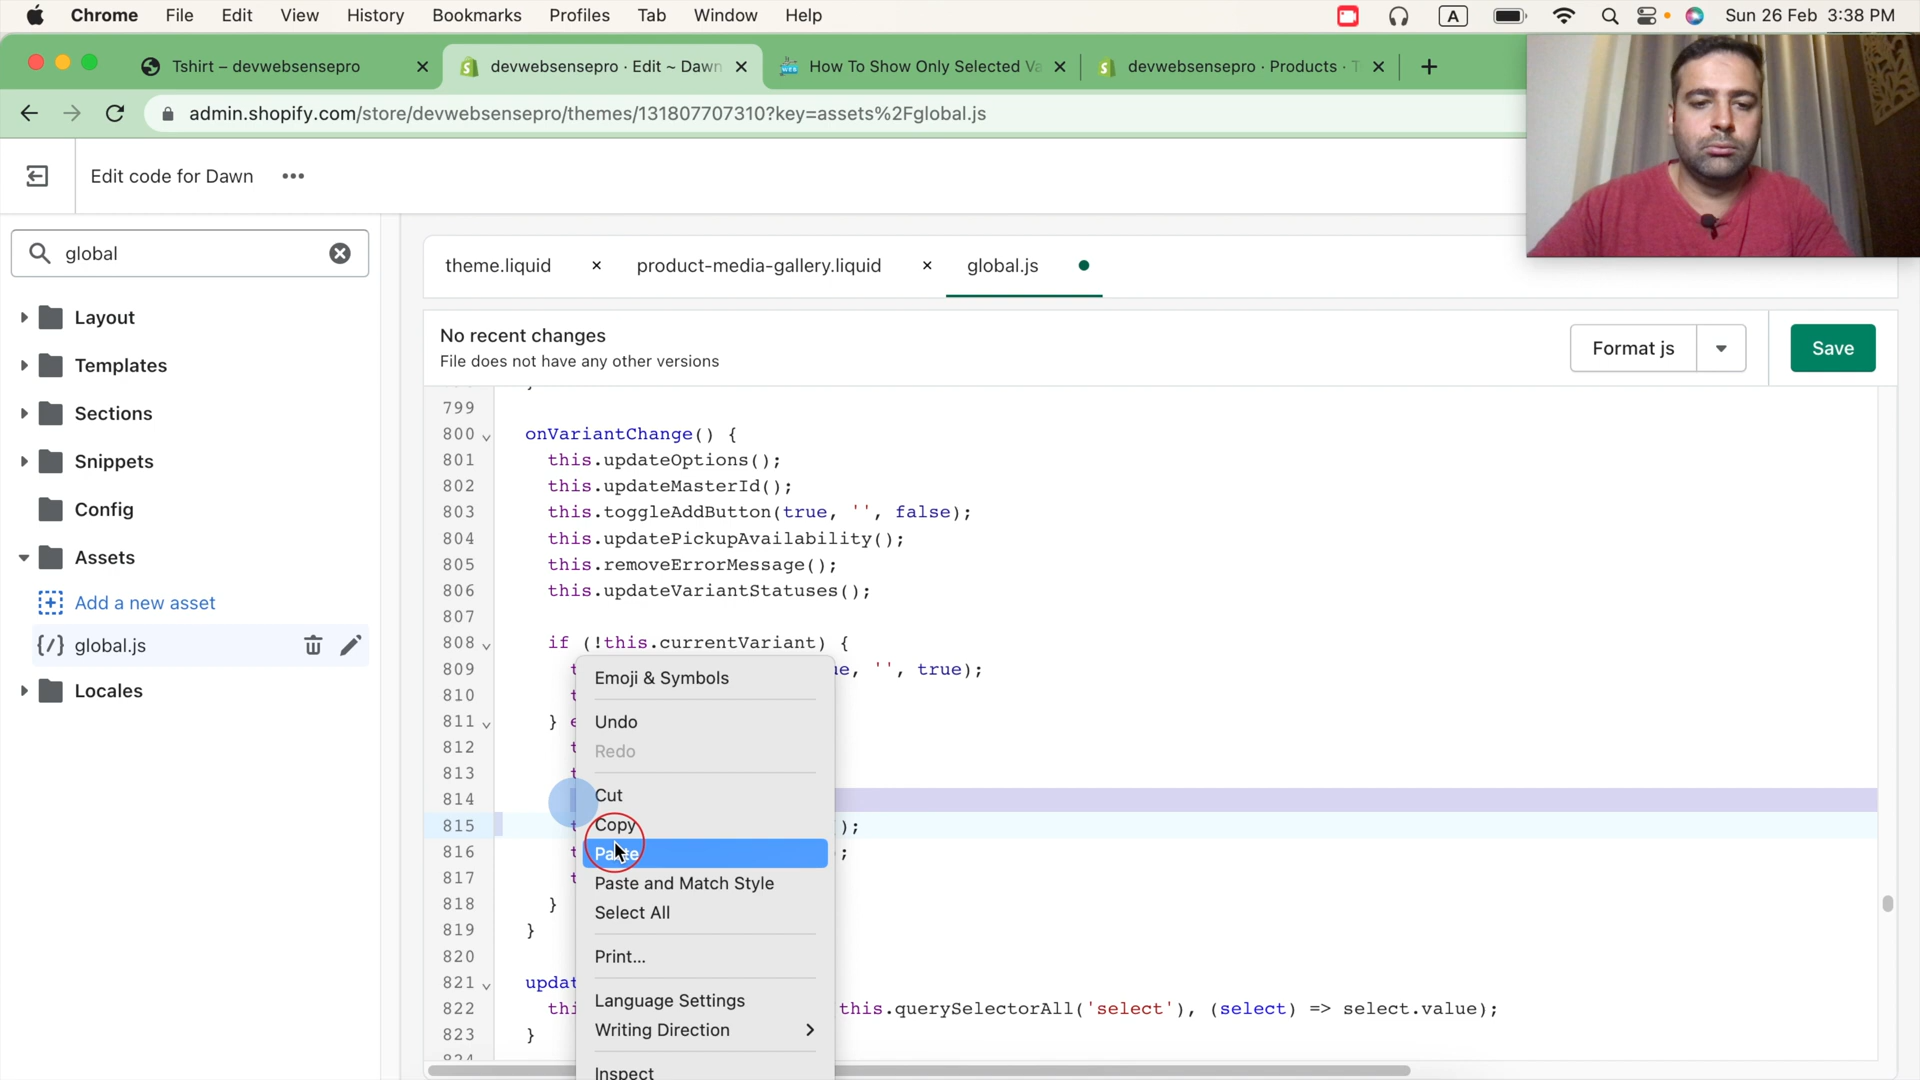 Chrome File Edit View History Bookmarks Profiles Tab Window Help A Sun 26 Feb 3:38 PM
Tshirt – devwebsensepro devwebsensepro · Edit ~ Dawn How To Show Only Selected Va devwebsensepro · Products · T
admin.shopify.com/store/devwebsensepro/themes/131807707310?key=assets%2Fglobal.js
Edit code for Dawn
global
Layout
Templates
Sections
Snippets
Config
Assets
Add a new asset
{/} global.js
Locales
theme.liquid product-media-gallery.liquid global.js
No recent changes
File does not have any other versions
Format js Save
799
800 onVariantChange() {
801 this.updateOptions();
802 this.updateMasterId();
803 this.toggleAddButton(true, '', false);
804 this.updatePickupAvailability();
805 this.removeErrorMessage();
806 this.updateVariantStatuses();
807
808 if (!this.currentVariant) {
809 t ue, '', true);
810 t
811 } e
812 t
813 t
814
815 t );
816 t ;
817 t
818 }
819 }
820
821 updat
822 thi this.querySelectorAll('select'), (select) => select.value);
823 }
824
Emoji & Symbols
Undo
Redo
Cut
Copy
Paste
Paste and Match Style
Select All
Print...
Language Settings
Writing Direction
Inspect